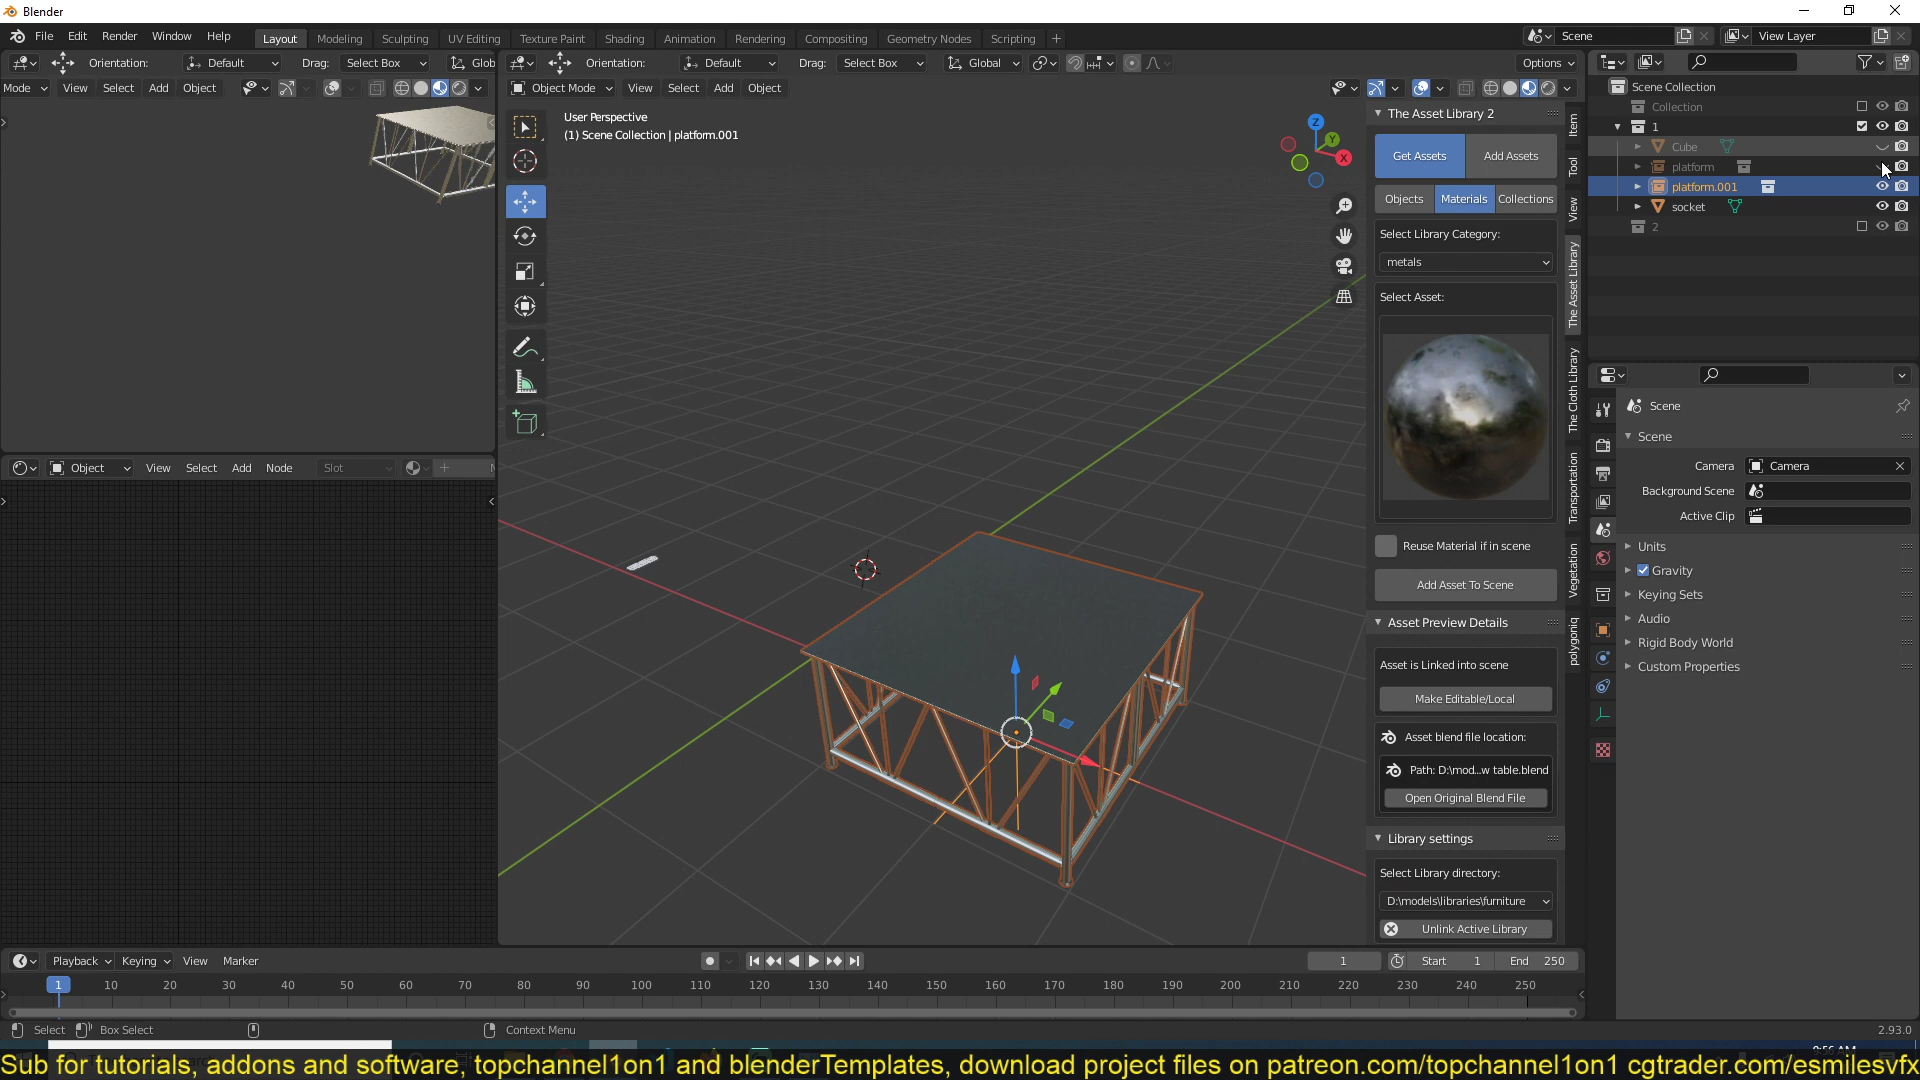 Blender
File Edit Render Window Help Layout Modeling Sculpting UV Editing Texture Paint Shading Animation Rendering Compositing Geometry Nodes Scripting + Scene View Layer
Orientation: Default Drag: Select Box Glob Orientation: Default Drag: Select Box Global Options
Mode View Select Add Object Object Mode View Select Add Object
User Perspective
(1) Scene Collection | platform.001
Z
Y
X
The Asset Library 2
Get Assets Add Assets
Objects Materials Collections
Select Library Category:
metals
Select Asset:
Reuse Material if in scene
Add Asset To Scene
Asset Preview Details
Asset is Linked into scene
Make Editable/Local
Asset blend file location:
Path: D:\mod...w table.blend
Open Original Blend File
Library settings
Select Library directory:
D:\models\libraries\furniture
Unlink Active Library
Item
Tool
View
The Asset Library
The Cloth Library
Transportation
Vegetation
polygoniq
Scene Collection
Collection
1
Cube
platform
platform.001
socket
2
Scene
Scene
Camera Camera
Background Scene
Active Clip
Units
Gravity
Keying Sets
Audio
Rigid Body World
Custom Properties
Object View Select Add Node Slot
Playback Keying View Marker 1 Start 1 End 250
1 10 20 30 40 50 60 70 80 90 100 110 120 130 140 150 160 170 180 190 200 210 220 230 240 250
Select Box Select Context Menu 2.93.0
Sub for tutorials, addons and software, topchannel1on1 and blenderTemplates, download project files on patreon.com/topchannel1on1 cgtrader.com/esmilesvfx